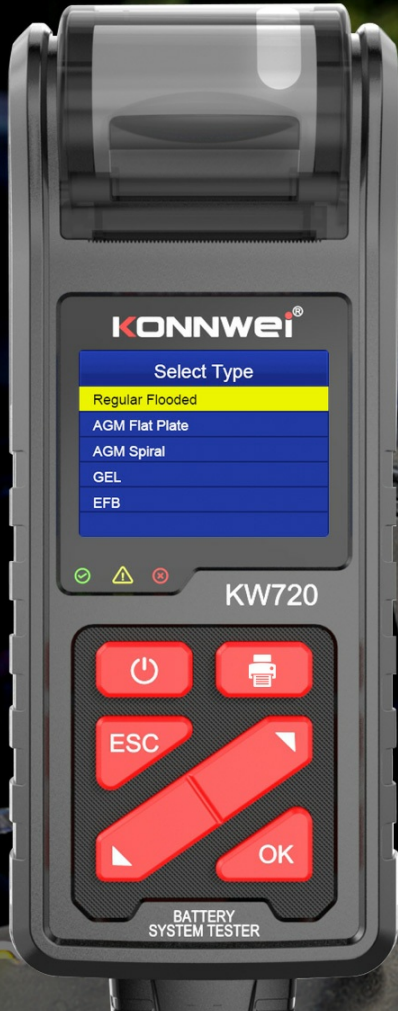 KONNWEI®
Select Type
Regular Flooded
AGM Flat Plate
AGM Spiral
GEL
EFB
KW720
ESC
OK
BATTERY
SYSTEM TESTER